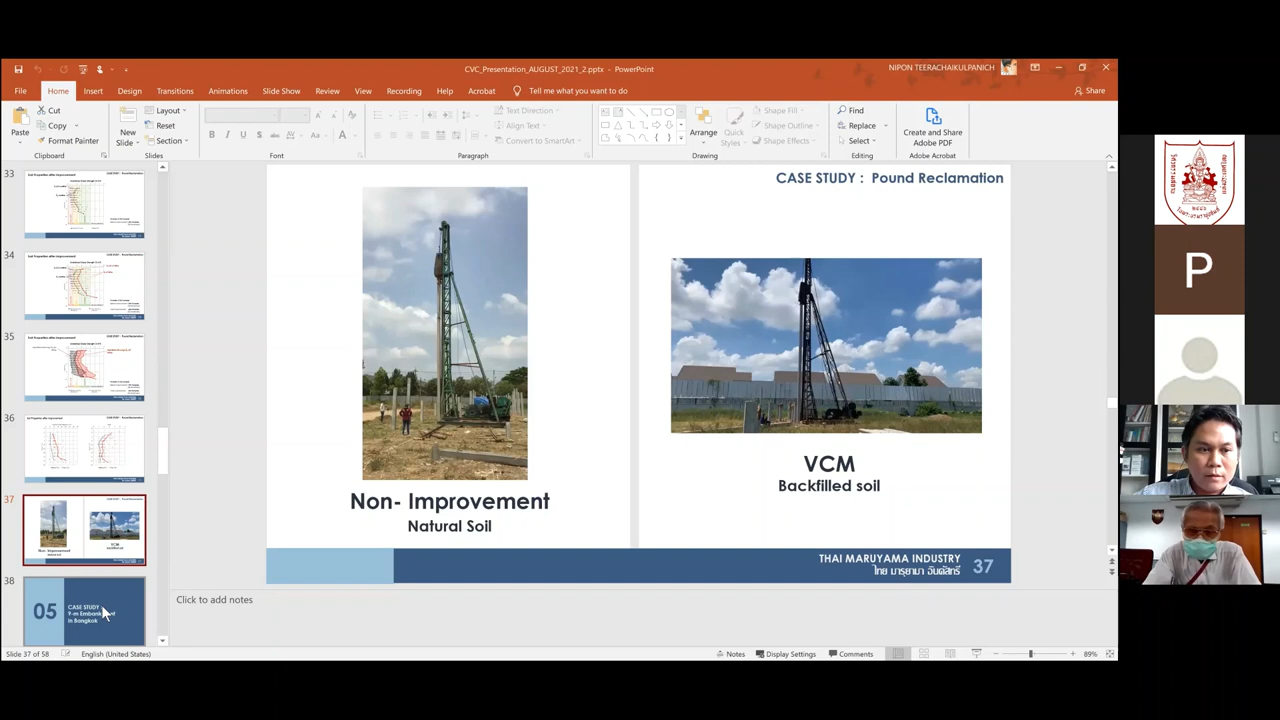 CVC_Presentation_AUGUST_2021_2.pptx - PowerPoint
NIPON TEERACHAIKULPANICH
File Home Insert Design Transitions Animations Slide Show Review View Recording Help Acrobat Tell me what you want to do
Share
Paste
Cut
Copy
Format Painter
Clipboard
New
Slide
Layout
Reset
Section
Slides
Font
Text Direction
Align Text
Convert to SmartArt
Paragraph
Arrange
Quick
Styles
Shape Fill
Shape Outline
Shape Effects
Drawing
Find
Replace
Select
Editing
Create and Share
Adobe PDF
Adobe Acrobat
33
34
35
36
37
38
05
CASE STUDY
in Bangkok
CASE STUDY : Pound Reclamation
Non- Improvement
Natural Soil
VCM
Backfilled soil
THAI MARUYAMA INDUSTRY
ไทย มารุยามา อินดัสทรี่
37
Click to add notes
Slide 37 of 58
English (United States)
Notes
Display Settings
Comments
89%
P